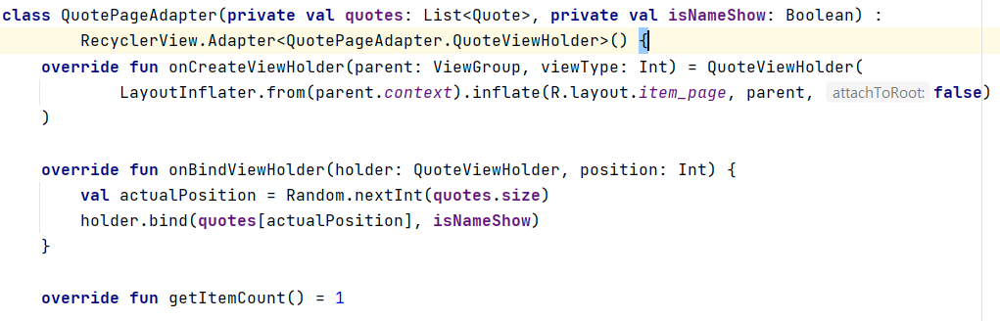 class QuotePageAdapter(private val quotes: List<Quote>, private val isNameShow: Boolean) :
        RecyclerView.Adapter<QuotePageAdapter.QuoteViewHolder>() {
    override fun onCreateViewHolder(parent: ViewGroup, viewType: Int) = QuoteViewHolder(
            LayoutInflater.from(parent.context).inflate(R.layout.item_page, parent, attachToRoot: false)
    )

    override fun onBindViewHolder(holder: QuoteViewHolder, position: Int) {
        val actualPosition = Random.nextInt(quotes.size)
        holder.bind(quotes[actualPosition], isNameShow)
    }

    override fun getItemCount() = 1